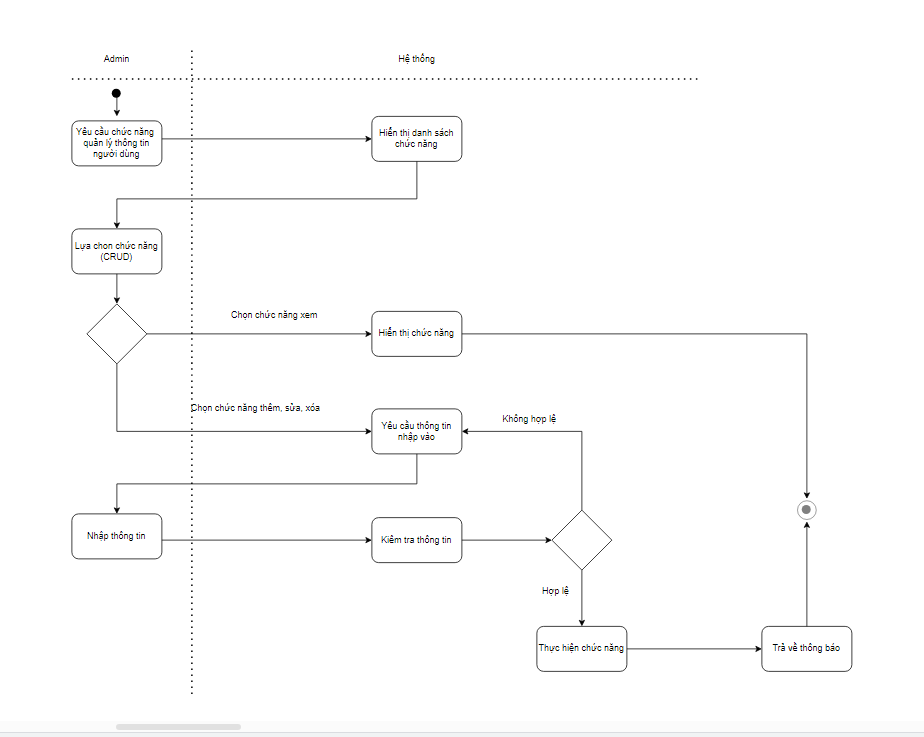 Admin
Hệ thống
Yêu cầu chức năng
quản lý thông tin
người dùng
Hiển thị danh sách
chức năng
Lựa chon chức năng
(CRUD)
Chọn chức năng xem
Hiển thị chức năng
Chọn chức năng thêm, sửa, xóa
Yêu cầu thông tin
nhập vào
Không hợp lệ
Nhập thông tin
Kiểm tra thông tin
Hợp lệ
Thực hiện chức năng
Trả về thông báo